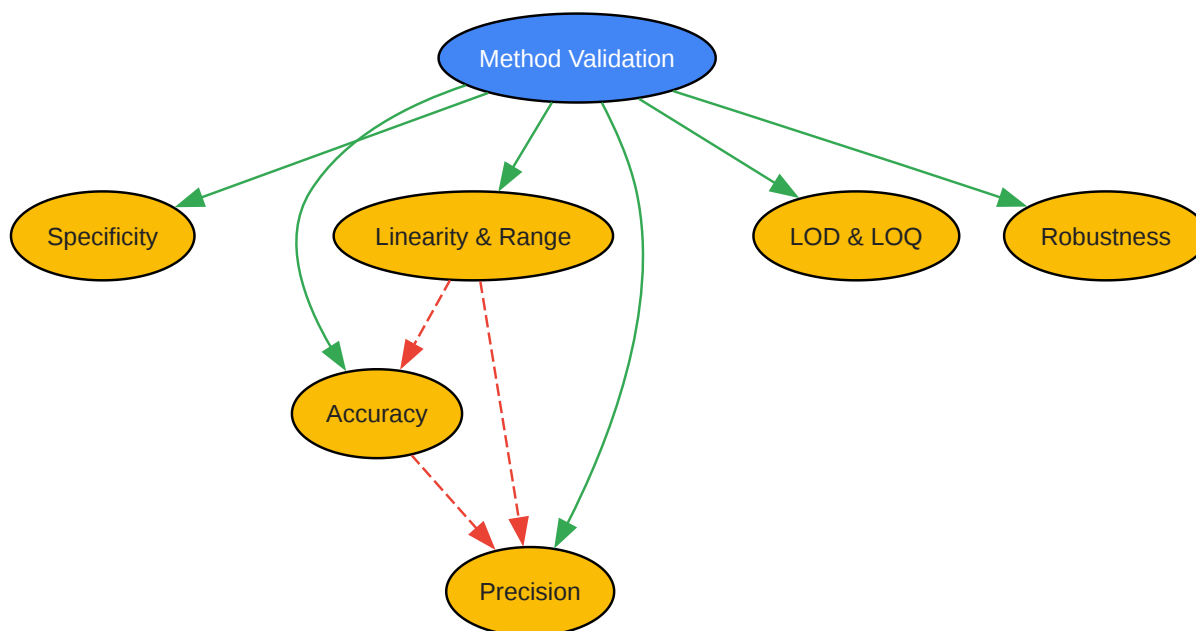 Method Validation
Specificity
Linearity & Range
LOD & LOQ
Robustness
Accuracy
Precision